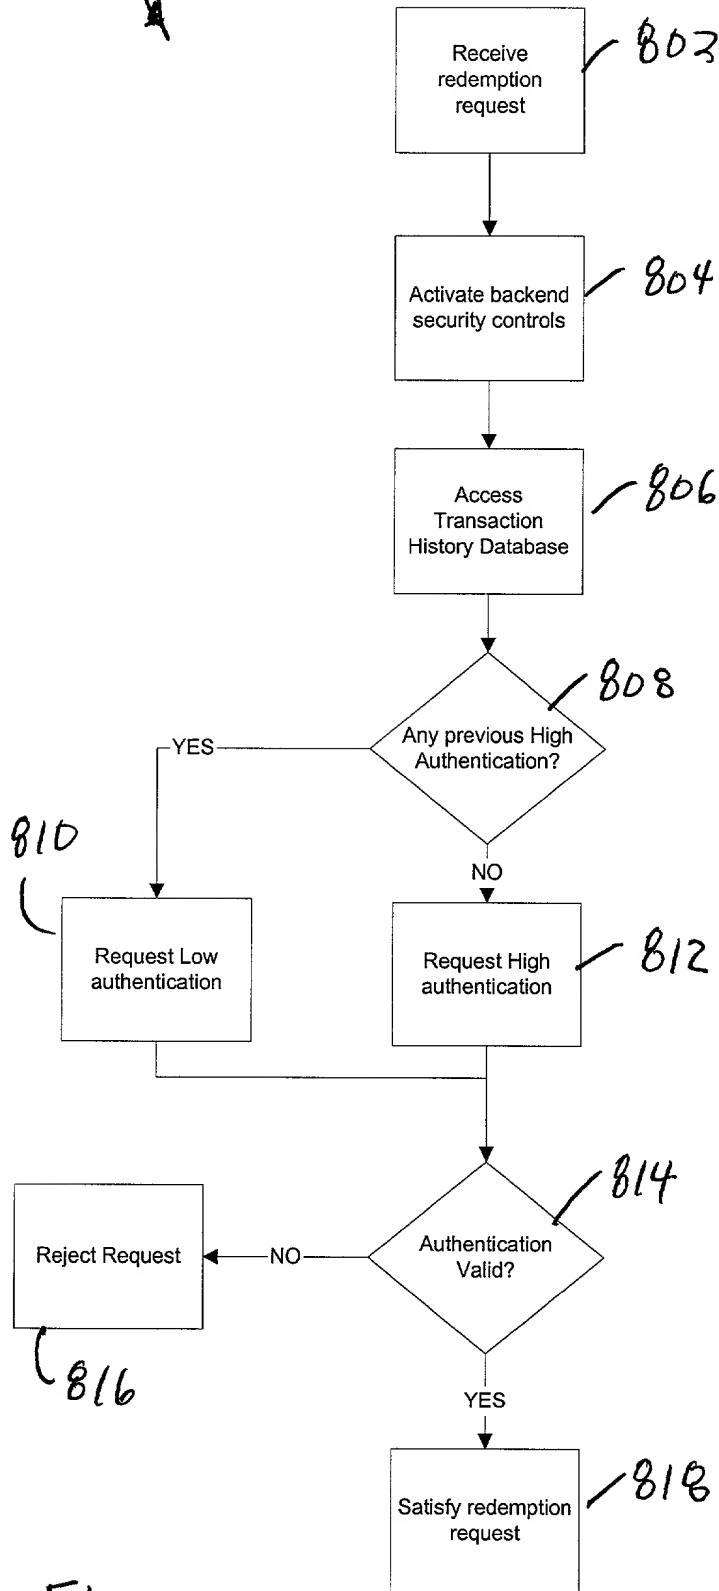 Receive
redemption
request
802
Activate backend
security controls
804
Access
Transaction
History Database
806
808
Any previous High
Authentication?
YES
NO
810
Request Low
authentication
Request High
authentication
812
814
Authentication
Valid?
NO
Reject Request
816
YES
Satisfy redemption
request
818